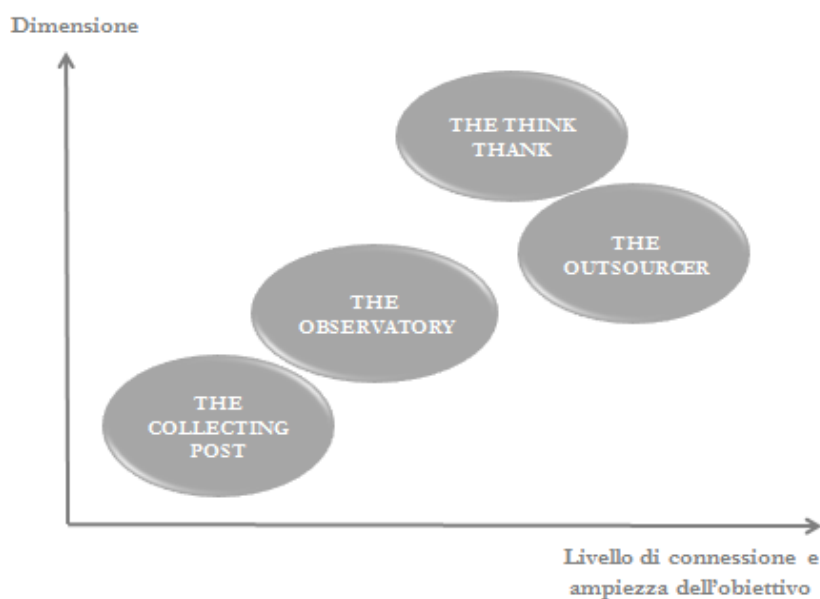 Dimensione
THE THINK
THANK
THE
OUTSOURCER
THE
OBSERVATORY
THE
COLLECTING
POST
Livello di connessione e
ampiezza dell'obiettivo